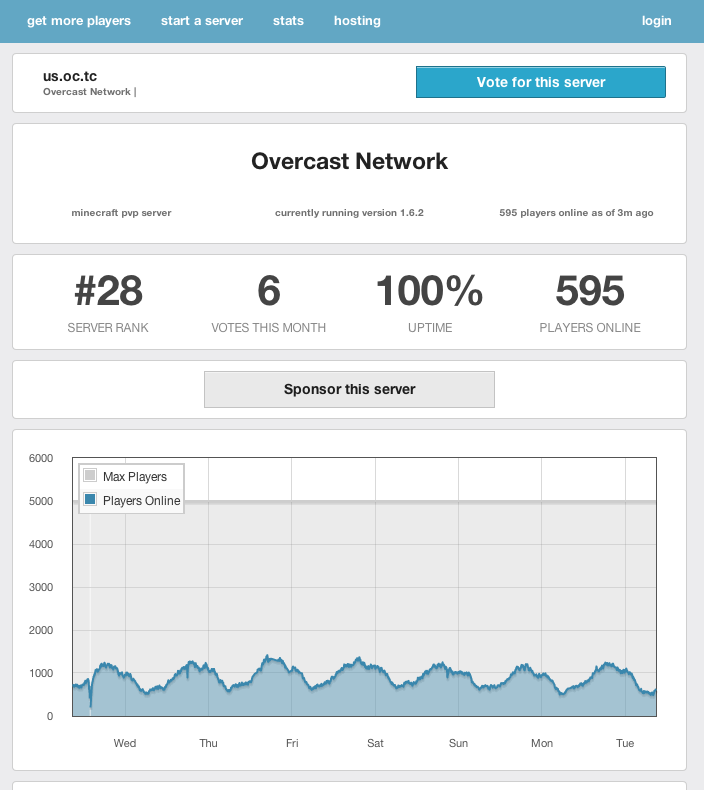 get more players start a server stats hosting login
us.oc.tc
Overcast Network |
Vote for this server
Overcast Network
minecraft pvp server currently running version 1.6.2 595 players online as of 3m ago
#28 6 100% 595
SERVER RANK VOTES THIS MONTH UPTIME PLAYERS ONLINE
Sponsor this server
6000
Max Players
5000
Players Online
4000
3000
2000
1000
0
Wed Thu Fri Sat Sun Mon Tue